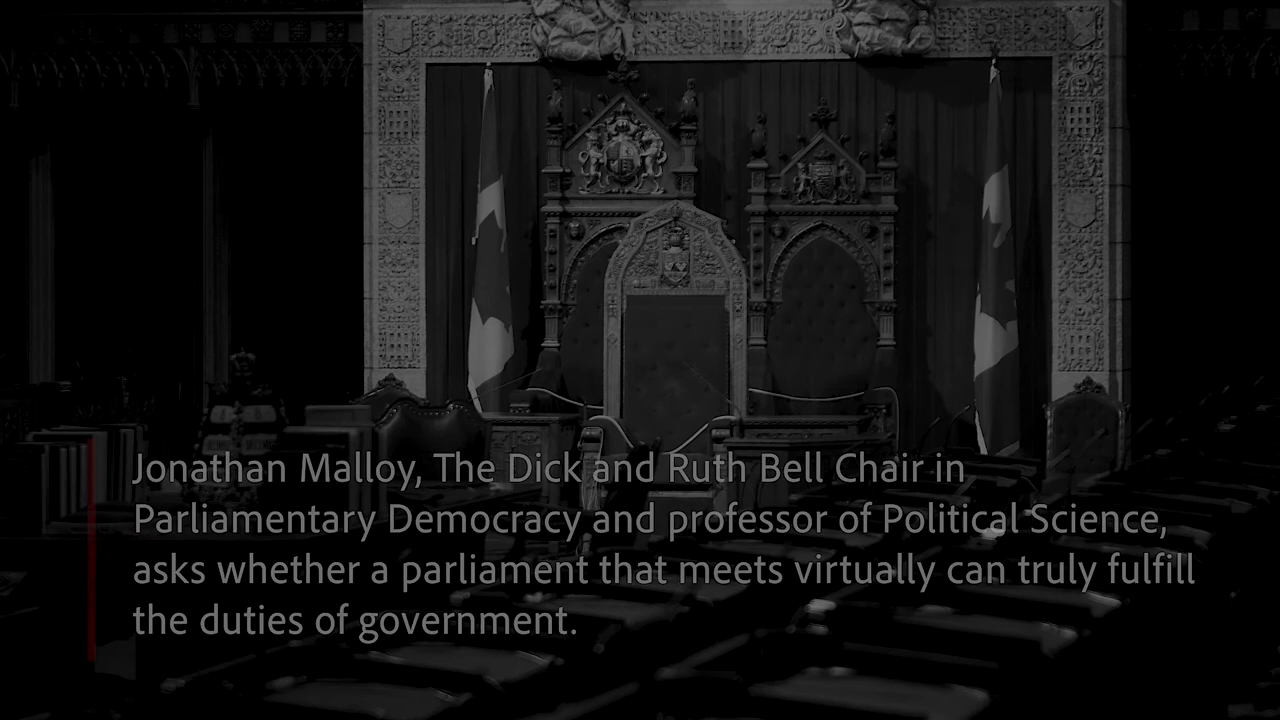 Jonathan Malloy, The Dick and Ruth Bell Chair in
Parliamentary Democracy and professor of Political Science,
asks whether a parliament that meets virtually can truly fulfill
the duties of government.